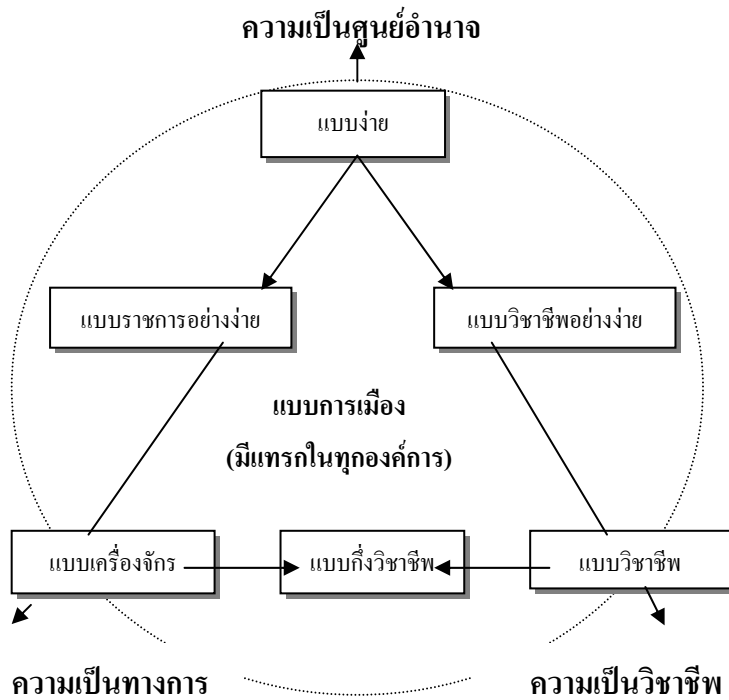 ความเป็นศูนย์อำนาจ
แบบง่าย
แบบราชการอย่างง่าย
แบบวิชาชีพอย่างง่าย
แบบการเมือง
(มีแทรกในทุกองค์การ)
แบบเครื่องจักร
แบบกึ่งวิชาชีพ
แบบวิชาชีพ
ความเป็นทางการ
ความเป็นวิชาชีพ